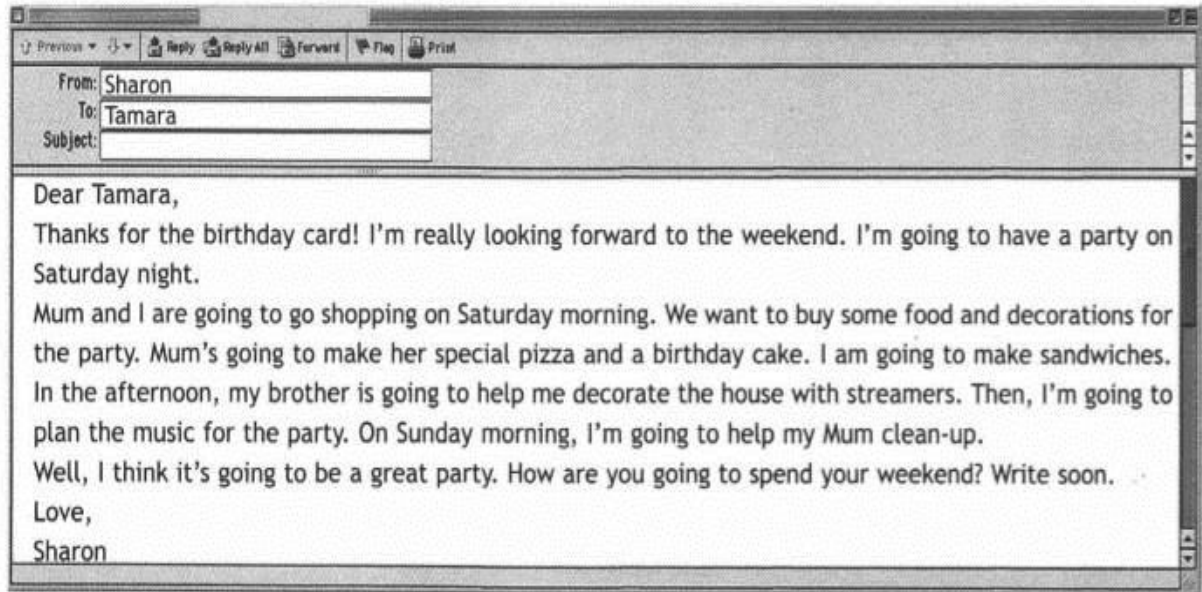 Previous Reply Reply All Forward Flag Print
From: Sharon
To: Tamara
Subject:
Dear Tamara,
Thanks for the birthday card! I'm really looking forward to the weekend. I'm going to have a party on
Saturday night.
Mum and I are going to go shopping on Saturday morning. We want to buy some food and decorations for
the party. Mum's going to make her special pizza and a birthday cake. I am going to make sandwiches.
In the afternoon, my brother is going to help me decorate the house with streamers. Then, I'm going to
plan the music for the party. On Sunday morning, I'm going to help my Mum clean-up.
Well, I think it's going to be a great party. How are you going to spend your weekend? Write soon.
Love,
Sharon